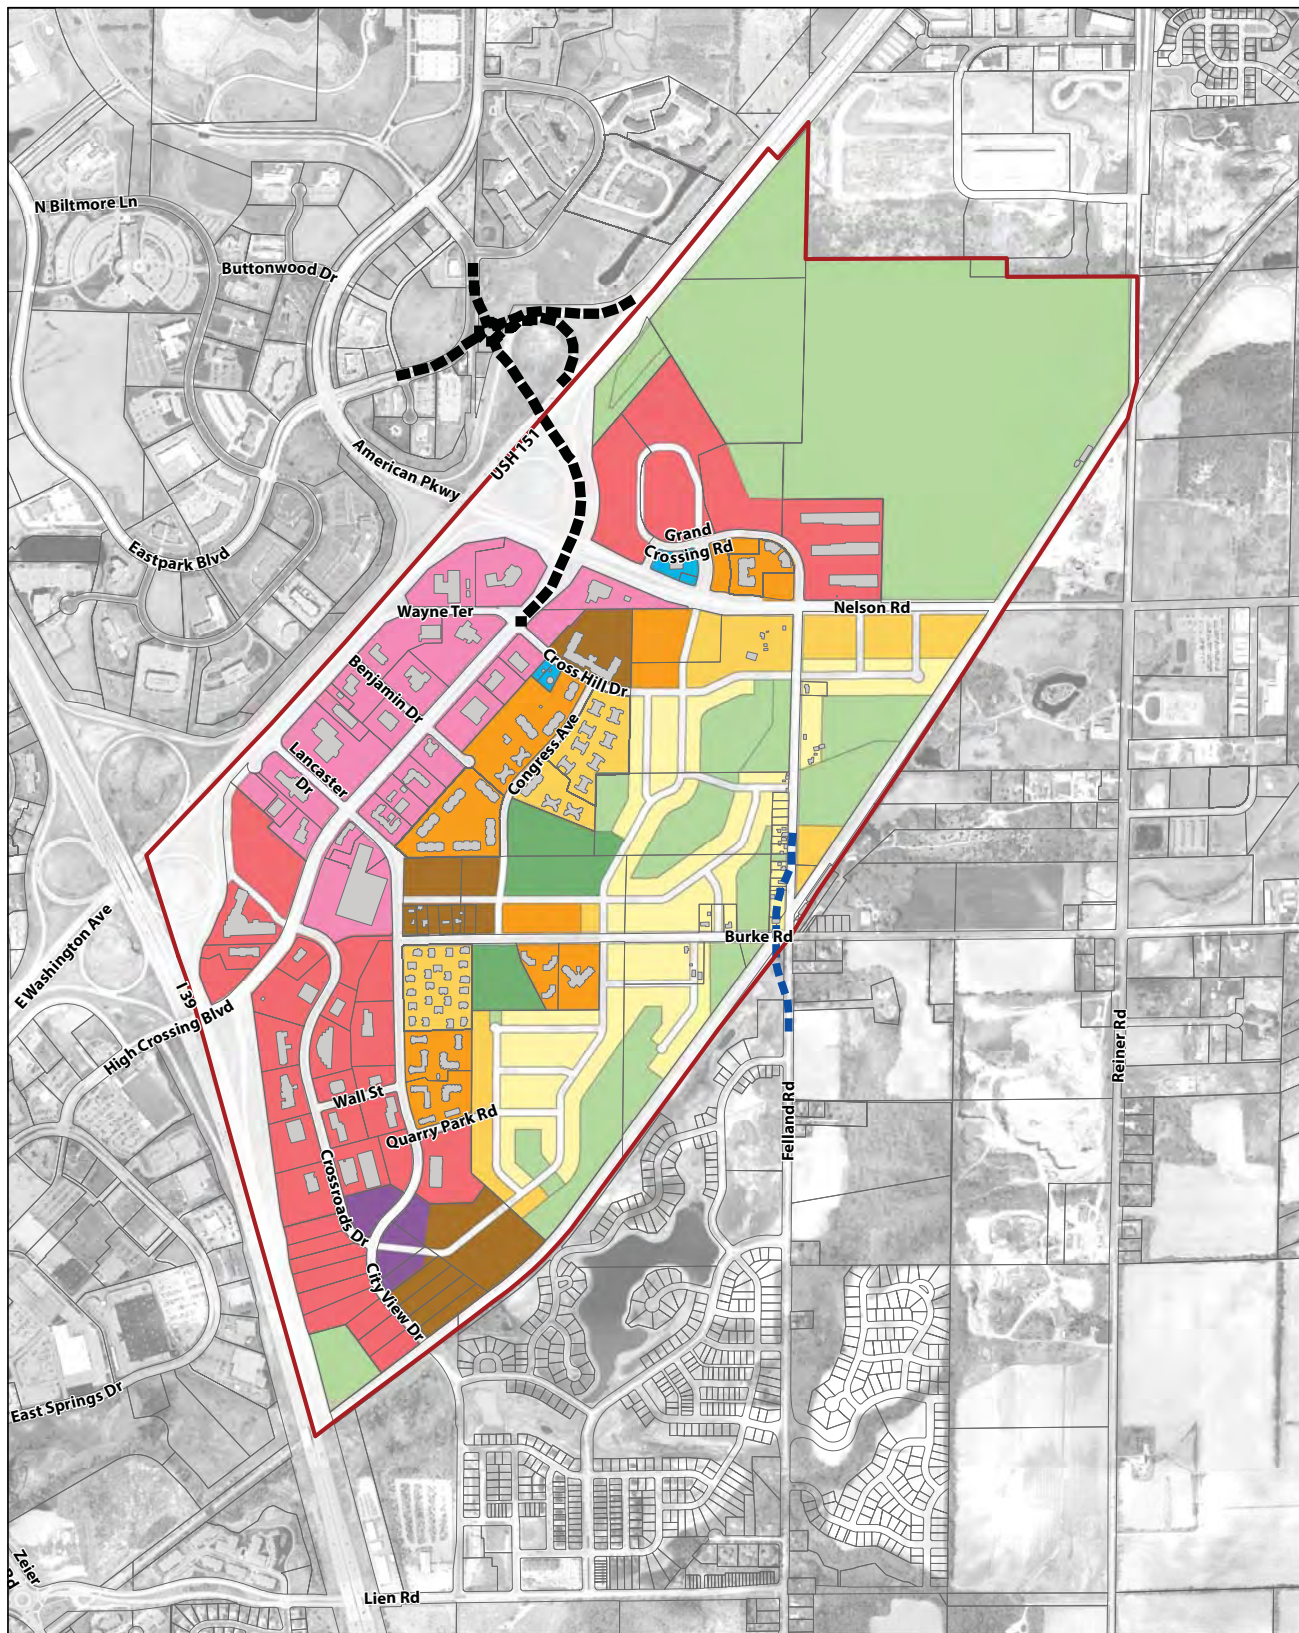 N Biltmore Ln
Buttonwood Dr
American Pkwy
USH 151
Eastpark Blvd
Grand
Crossing Rd
Nelson Rd
Wayne Ter
Cross Hill Dr
Benjamin Dr
Congress Ave
Lancaster
Dr
E Washington Ave
Burke Rd
I 39
High Crossing Blvd
Reiner Rd
Wall St
Felland Rd
Quarry Park Rd
Crossroads Dr
City View Dr
East Springs Dr
Zeier
Rd
Lien Rd